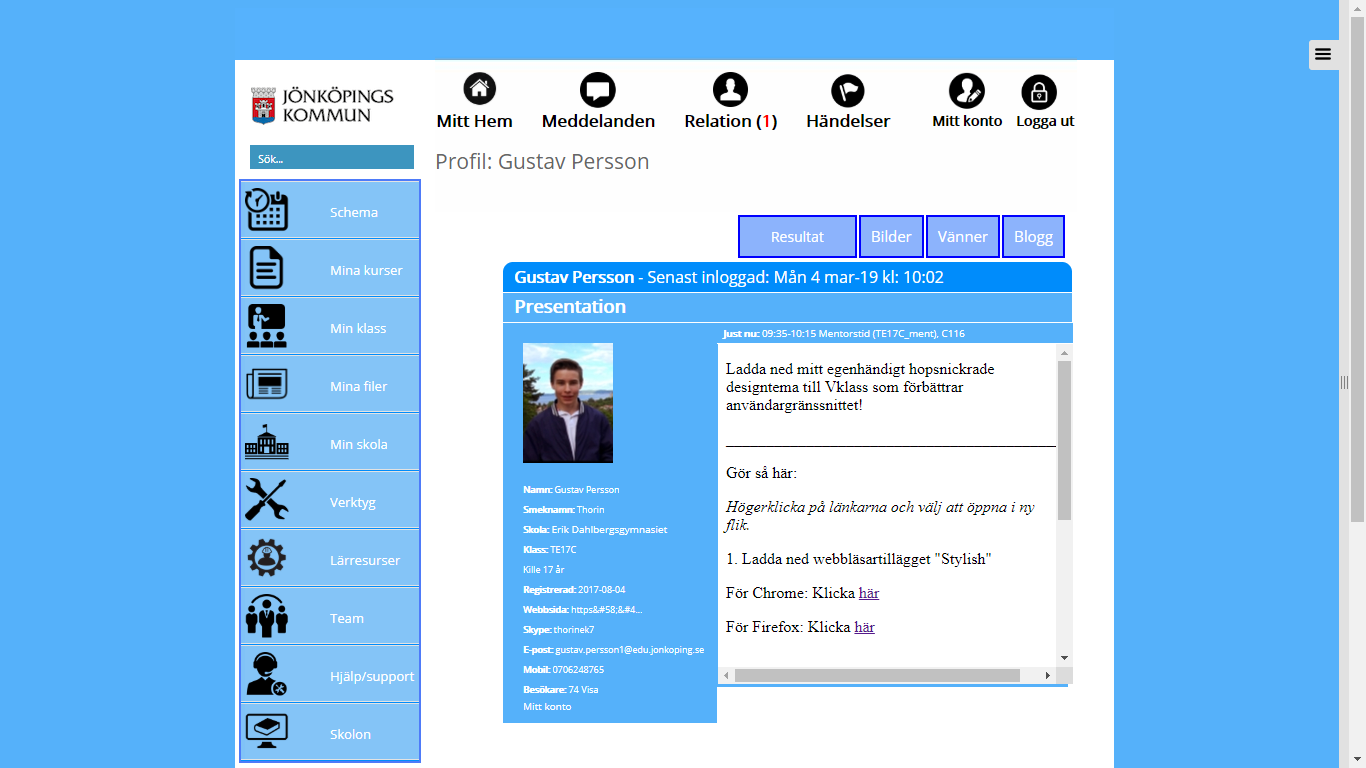 JÖNKÖPINGS
KOMMUN
Mitt Hem
Meddelanden
Relation (1)
Händelser
Mitt konto
Logga ut
Sök...
Profil: Gustav Persson
Schema
Mina kurser
Min klass
Mina filer
Min skola
Verktyg
Lärresurser
Team
Hjälp/support
Skolon
Resultat
Bilder
Vänner
Blogg
Gustav Persson - Senast inloggad: Mån 4 mar-19 kl: 10:02
Presentation
Namn: Gustav Persson
Smeknamn: Thorin
Skola: Erik Dahlbergsgymnasiet
Klass: TE17C
Kille 17 år
Registrerad: 2017-08-04
Webbsida: https&#58;&#4...
Skype: thorinek7
E-post: gustav.persson1@edu.jonkoping.se
Mobil: 0706248765
Besökare: 74 Visa
Mitt konto
Just nu: 09:35-10:15 Mentorstid (TE17C_ment), C116
Ladda ned mitt egenhändigt hopsnickrade
designtema till Vklass som förbättrar
användargränssnittet!
Gör så här:
Högerklicka på länkarna och välj att öppna i ny
flik.
1. Ladda ned webbläsartillägget "Stylish"
För Chrome: Klicka här
För Firefox: Klicka här